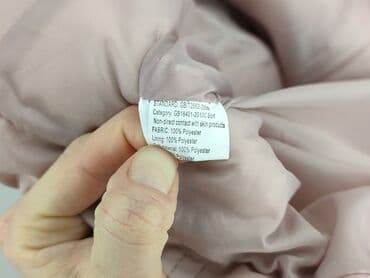 STANDARD: GB/T2662-2008
Category: GB18401-2010C
Non-direct contact with skin products
FABRIC: 100% Polyester
Lining: 100% Polyester
100% Polyester